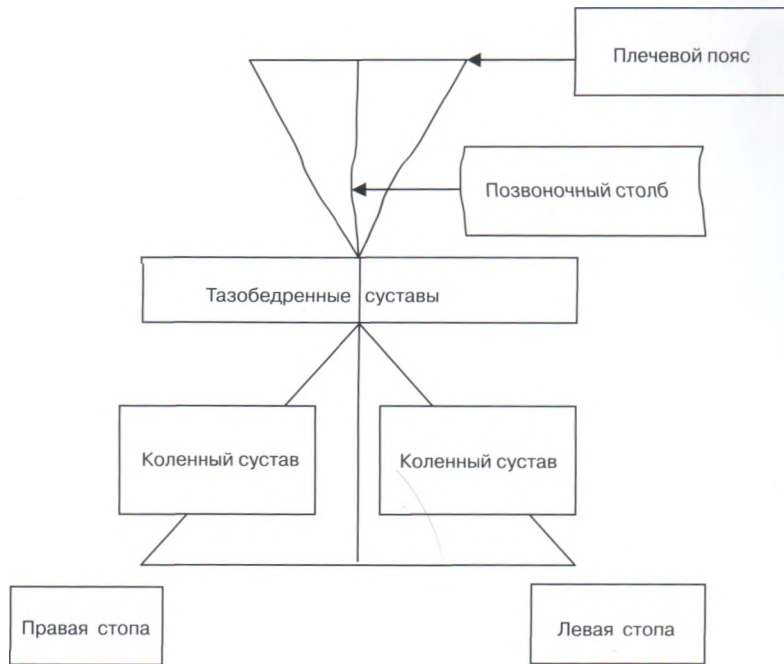 Плечевой пояс
Позвоночный столб
Тазобедренные суставы
Коленный сустав
Коленный сустав
Правая стопа
Левая стопа